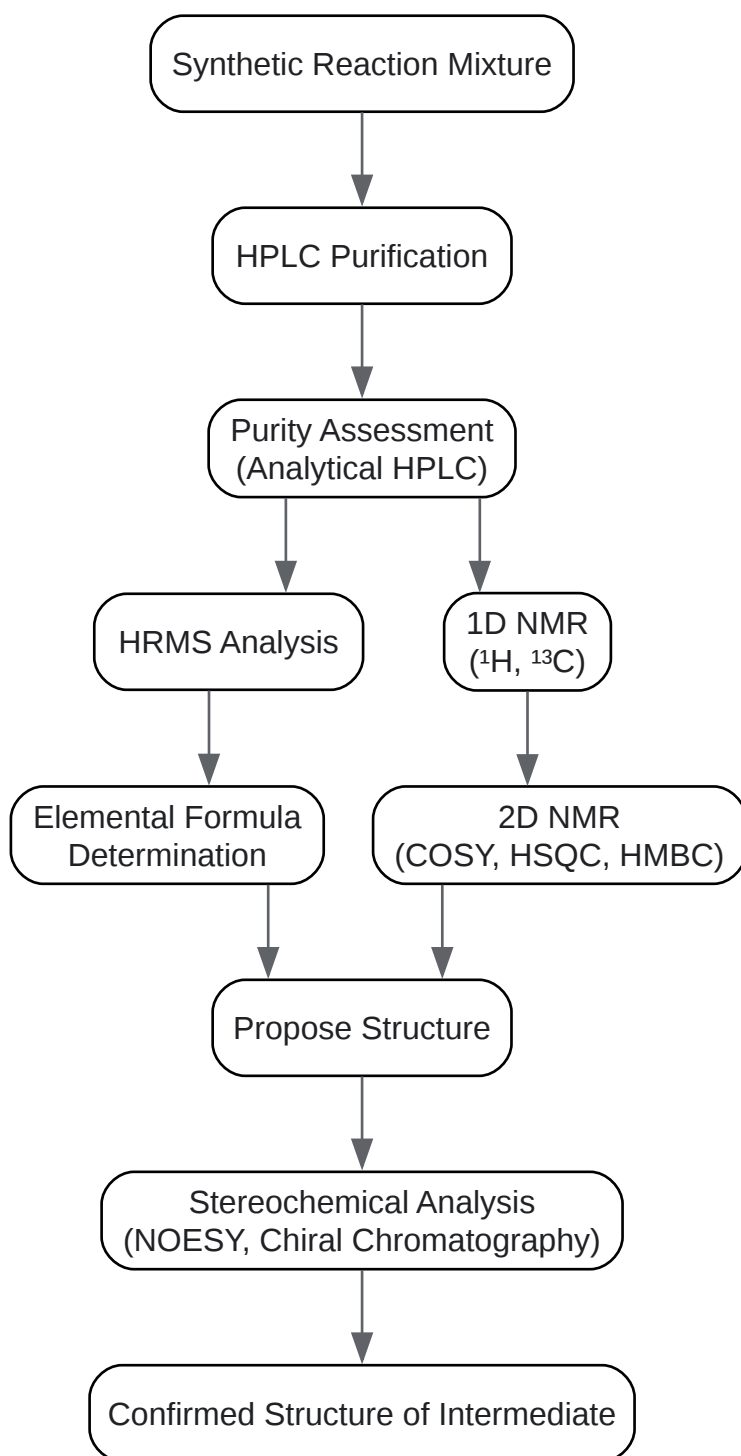 Synthetic Reaction Mixture
HPLC Purification
Purity Assessment
(Analytical HPLC)
HRMS Analysis
1D NMR
(¹H, ¹³C)
Elemental Formula
Determination
2D NMR
(COSY, HSQC, HMBC)
Propose Structure
Stereochemical Analysis
(NOESY, Chiral Chromatography)
Confirmed Structure of Intermediate